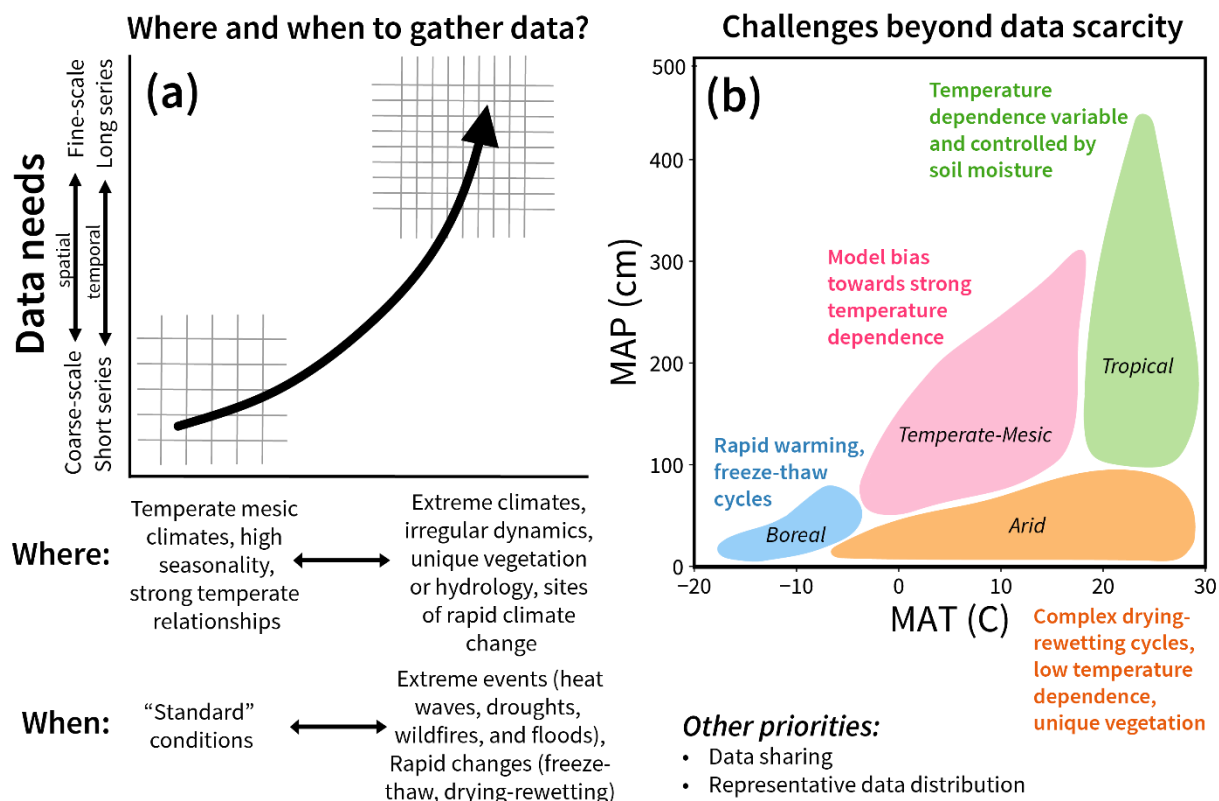 Where and when to gather data?
(a)
Data needs
Coarse-scale
spatial
Fine-scale
Short series
temporal
Long series
Where:
Temperate mesic
climates, high
seasonality,
strong temperate
relationships
Extreme climates,
irregular dynamics,
unique vegetation
or hydrology, sites
of rapid climate
change
When:
“Standard”
conditions
Extreme events (heat
waves, droughts,
wildfires, and floods),
Rapid changes (freeze-
thaw, drying-rewetting)
Challenges beyond data scarcity
(b)
MAP (cm)
500
400
300
200
100
0
Temperature
dependence variable
and controlled by
soil moisture
Model bias
towards strong
temperature
dependence
Rapid warming,
freeze-thaw
cycles
Tropical
Temperate-Mesic
Boreal
Arid
−20
−10
0
10
20
30
MAT (C)
Complex drying-
rewetting cycles,
low temperature
dependence,
unique vegetation
Other priorities:
• Data sharing
• Representative data distribution